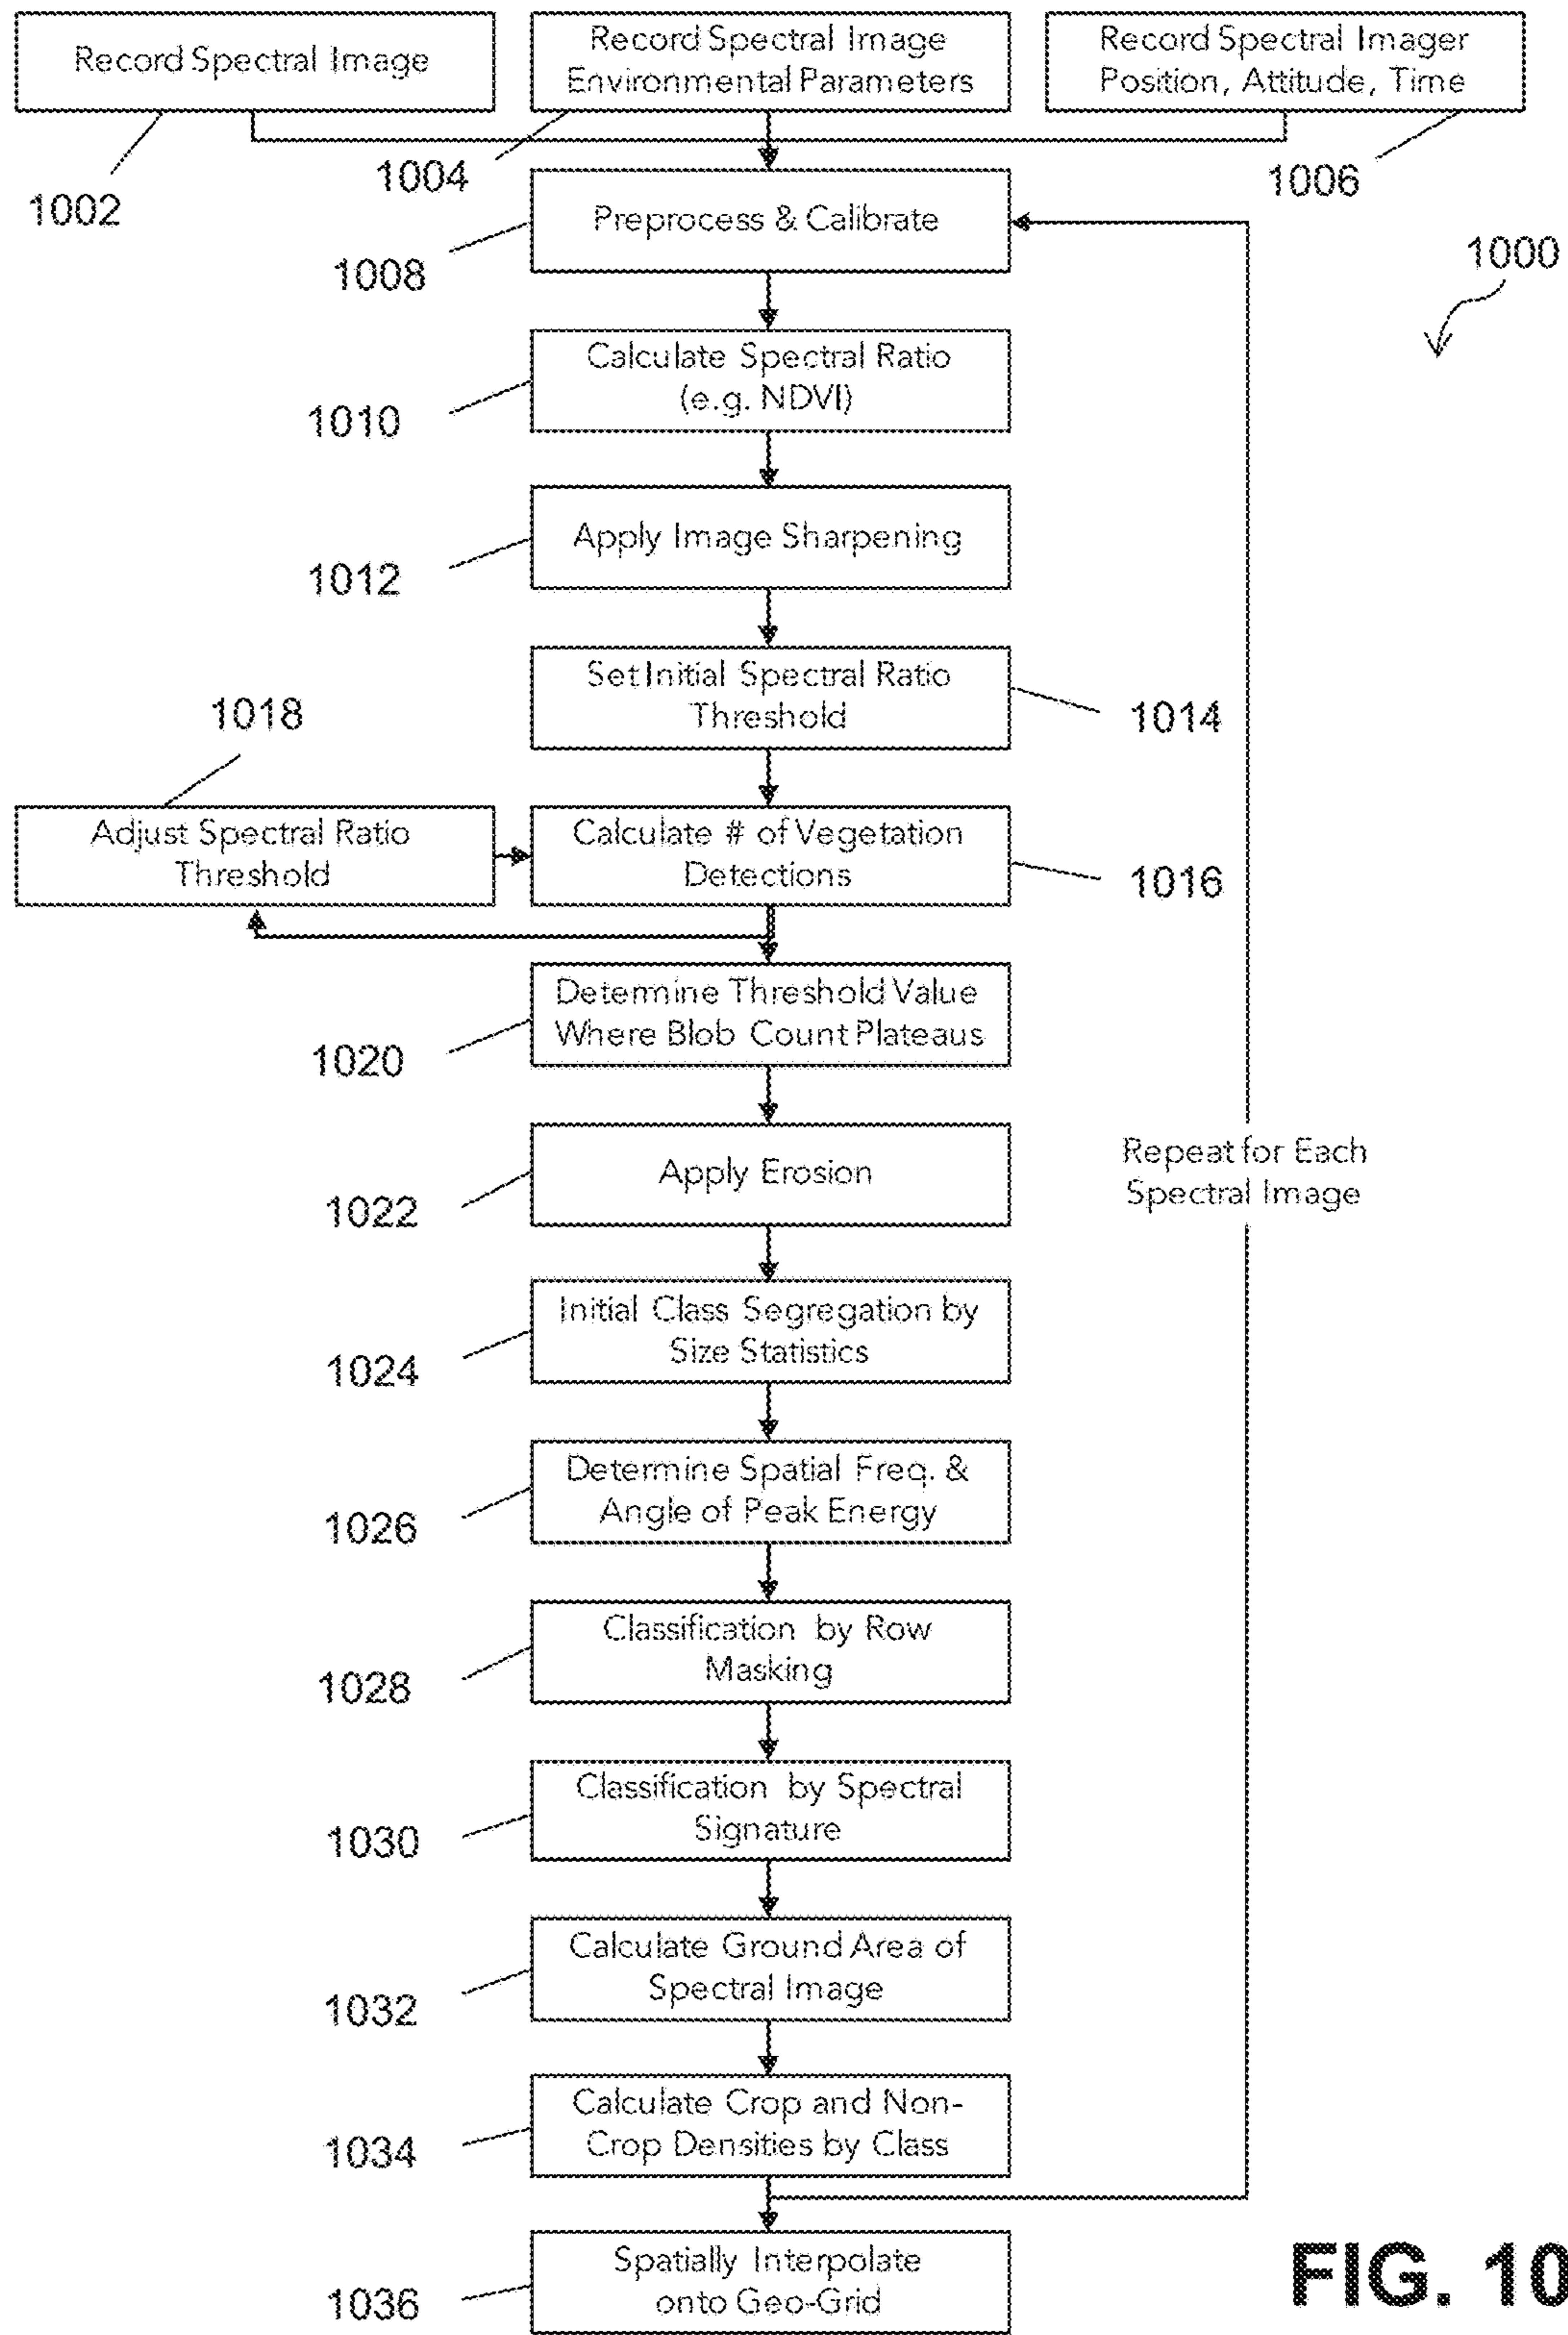 Record Spectral Image
Record Spectral Image
Environmental Parameters
Record Spectral Imager
Position, Attitude, Time
1002
1004
1006
Preprocess & Calibrate
1008
1000
Calculate Spectral Ratio
(e.g. NDVI)
1010
Apply Image Sharpening
1012
Set Initial Spectral Ratio
Threshold
1014
1018
Adjust Spectral Ratio
Threshold
Calculate # of Vegetation
Detections
1016
Determine Threshold Value
Where Blob Count Plateaus
1020
Apply Erosion
1022
Repeat for Each
Spectral Image
Initial Class Segregation by
Size Statistics
1024
Determine Spatial Freq. &
Angle of Peak Energy
1026
Classification by Row
Masking
1028
Classification by Spectral
Signature
1030
Calculate Ground Area of
Spectral Image
1032
Calculate Crop and Non-
Crop Densities by Class
1034
Spatially Interpolate
onto Geo-Grid
1036
FIG. 10